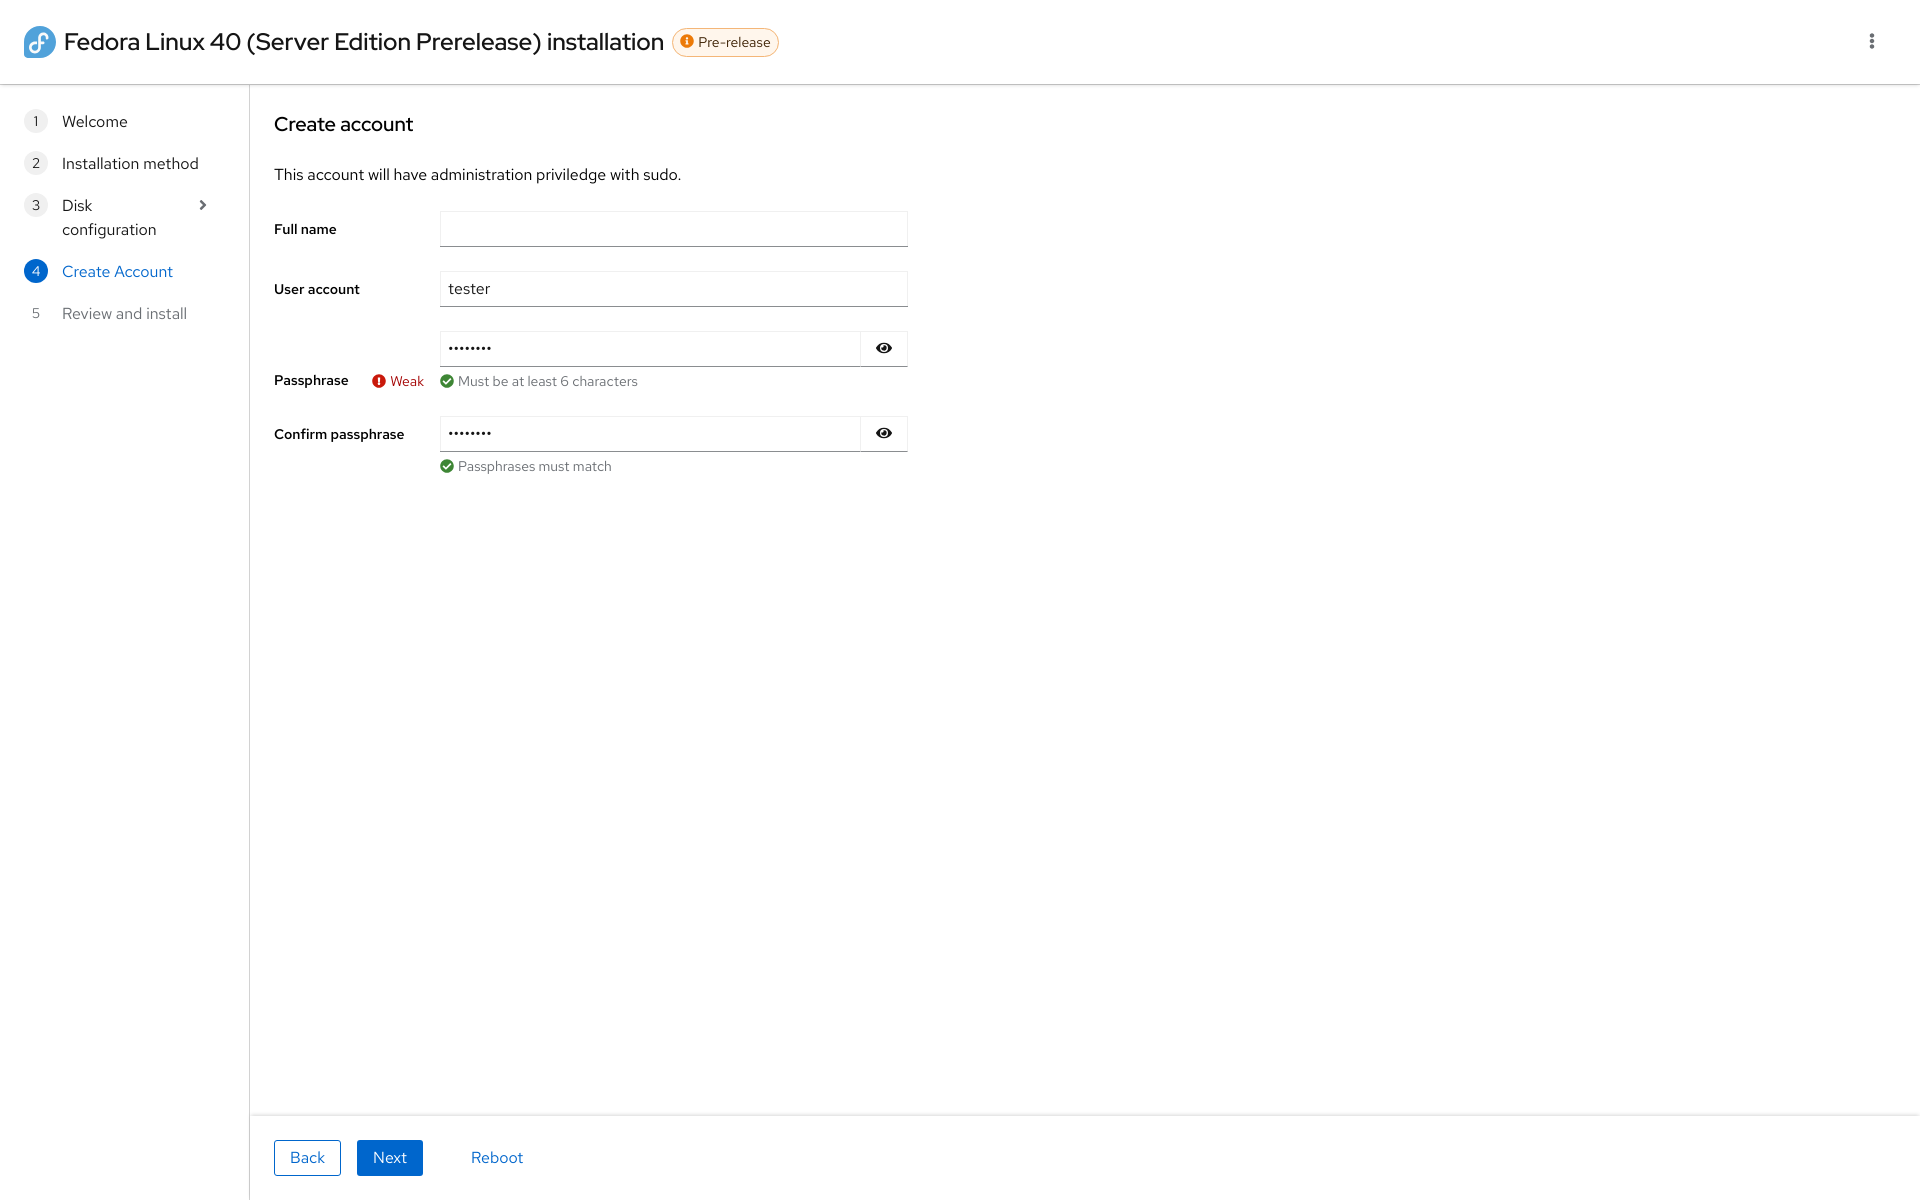 Fedora Linux 40 (Server Edition Prerelease) installation
Pre-release
1 Welcome
2 Installation method
3 Disk
configuration
4 Create Account
5 Review and install
Create account
This account will have administration priviledge with sudo.
Full name
User account
tester
••••••••
Passphrase
Weak
Must be at least 6 characters
Confirm passphrase
••••••••
Passphrases must match
Back
Next
Reboot